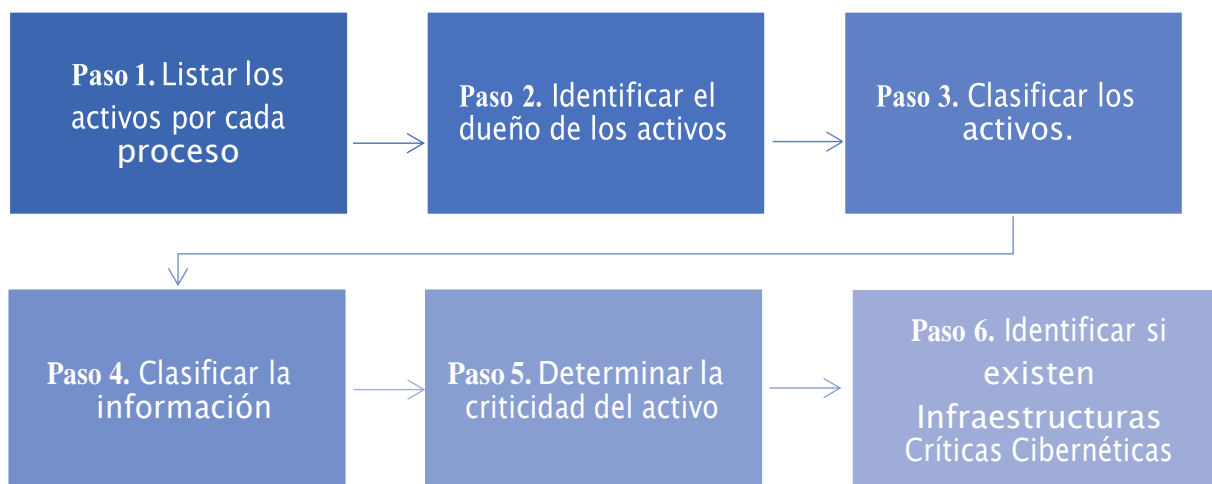 Paso 1. Listar los
activos por cada
proceso
Paso 2. Identificar el
dueño de los activos
Paso 3. Clasificar los
activos.
Paso 4. Clasificar la
información
Paso 5. Determinar la
criticidad del activo
Paso 6. Identificar si
existen
Infraestructuras
Críticas Cibernéticas